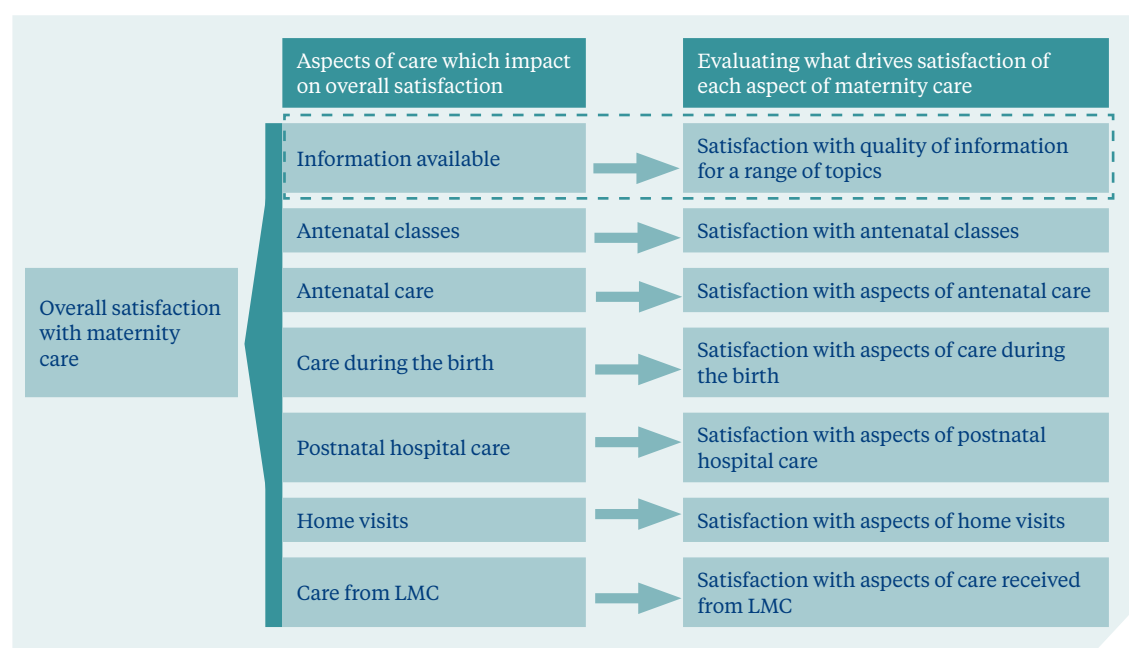 Aspects of care which impact
on overall satisfaction
Evaluating what drives satisfaction of
each aspect of maternity care
Overall satisfaction
with maternity
care
Information available
Satisfaction with quality of information
for a range of topics
Antenatal classes
Satisfaction with antenatal classes
Antenatal care
Satisfaction with aspects of antenatal care
Care during the birth
Satisfaction with aspects of care during
the birth
Postnatal hospital care
Satisfaction with aspects of postnatal
hospital care
Home visits
Satisfaction with aspects of home visits
Care from LMC
Satisfaction with aspects of care received
from LMC